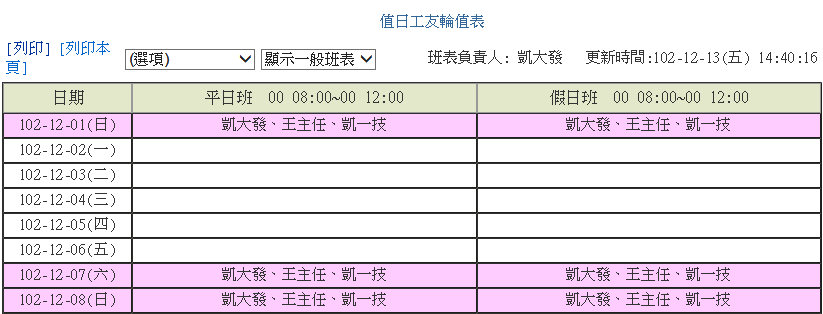 值日工友輪值表
[列印] [列印本頁]
(選項) 顯示一般班表 班表負責人: 凱大發 更新時間:102-12-13(五) 14:40:16
日期 平日班 00 08:00~00 12:00 假日班 00 08:00~00 12:00
102-12-01(日) 凱大發、王主任、凱一技 凱大發、王主任、凱一技
102-12-02(一)
102-12-03(二)
102-12-04(三)
102-12-05(四)
102-12-06(五)
102-12-07(六) 凱大發、王主任、凱一技 凱大發、王主任、凱一技
102-12-08(日) 凱大發、王主任、凱一技 凱大發、王主任、凱一技